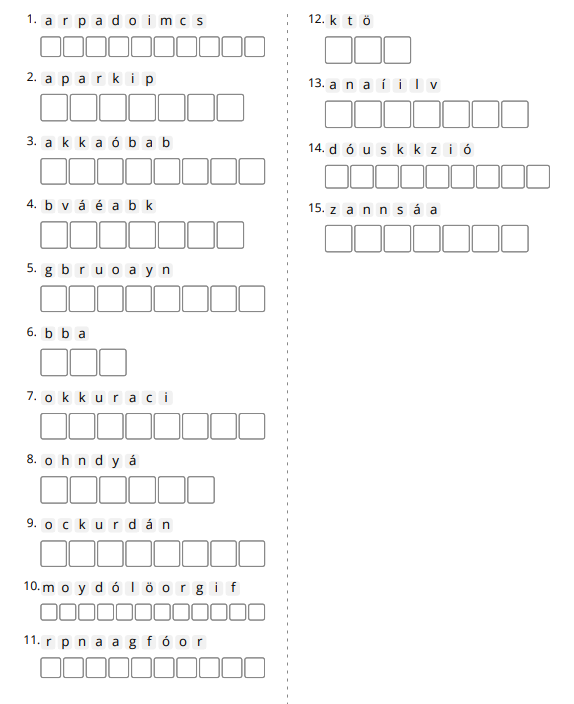 1. a r p a d o i m c s
2. a p a r k i p
3. a k k a ó b a b
4. b v á é a b k
5. g b r u o a y n
6. b b a
7. o k k u r a c i
8. o h n d y á
9. o c k u r d á n
10. m o y d ó l ö o r g i f
11. r p n a a g f ó o r
12. k t ö
13. a n a í i l v
14. d ó u s k k z i ó
15. z a n n s á a